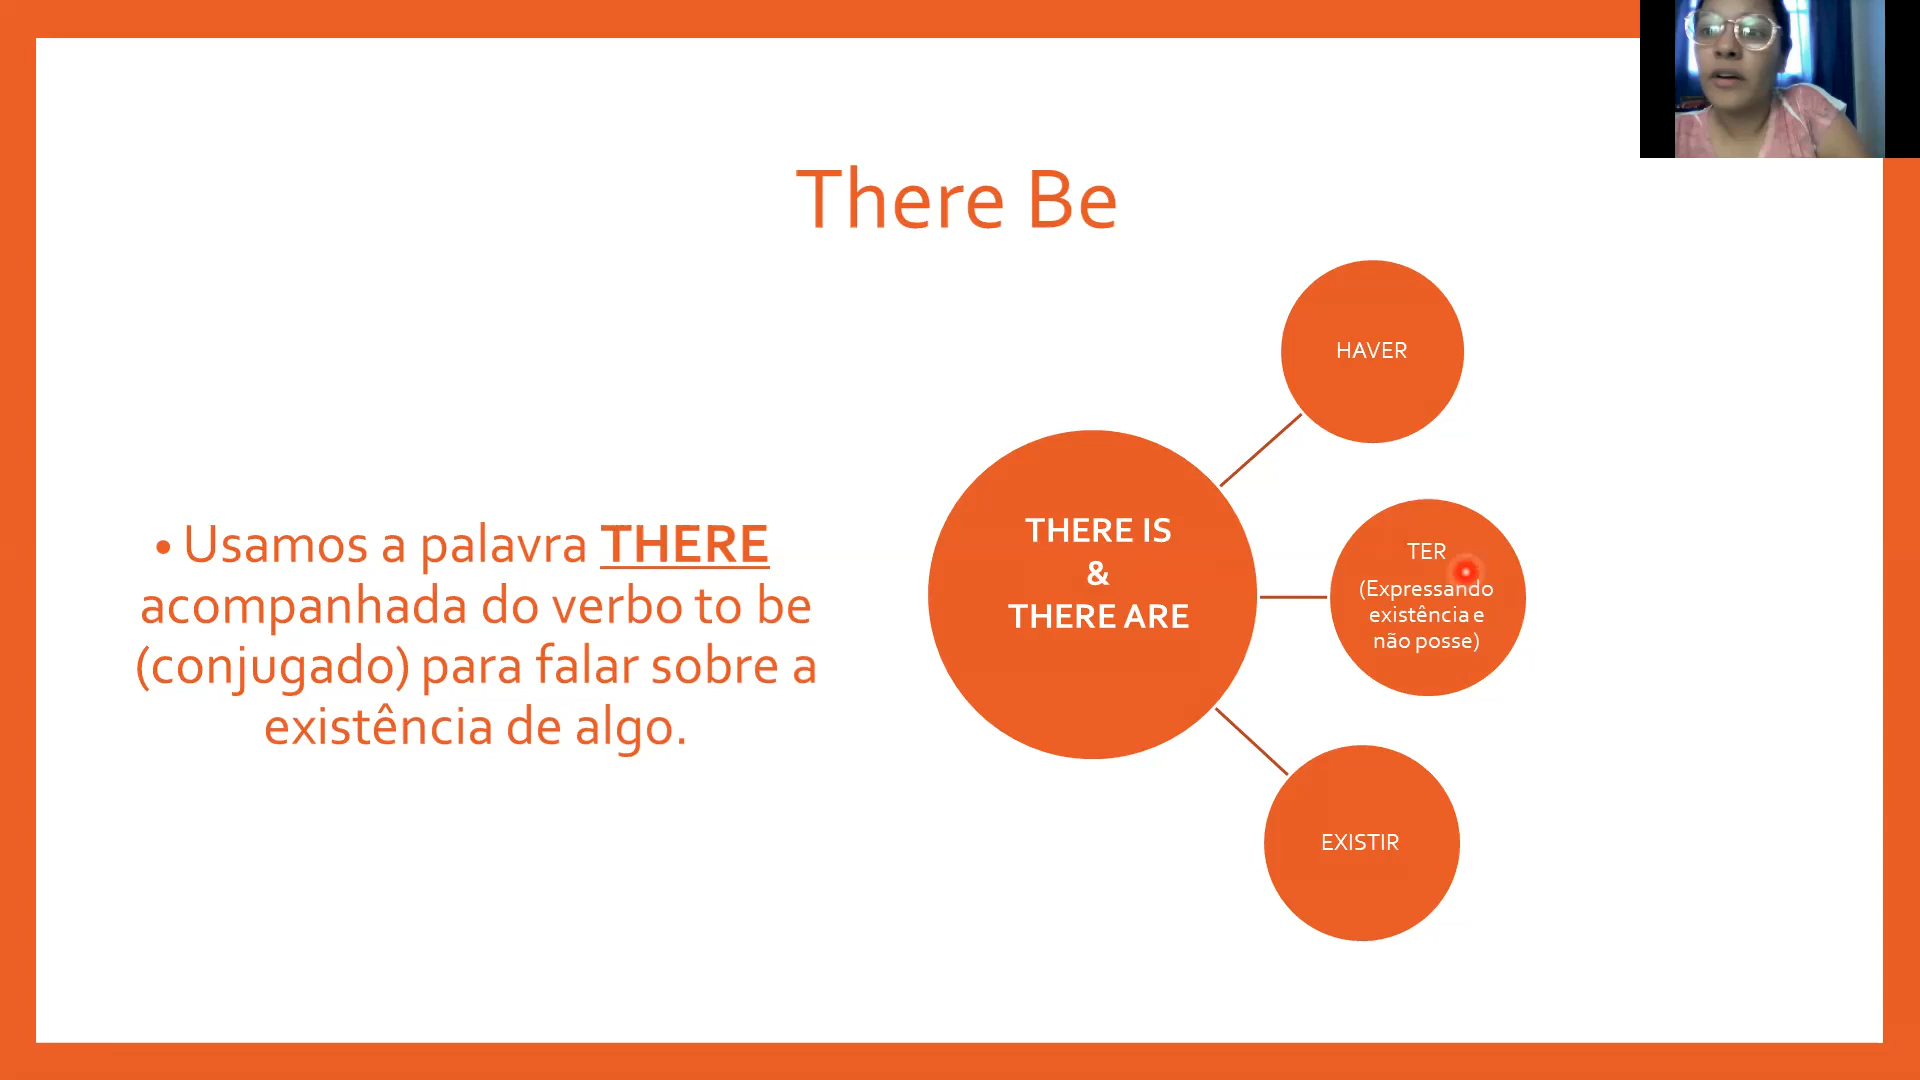 There Be
• Usamos a palavra THERE
acompanhada do verbo to be
(conjugado) para falar sobre a
existência de algo.
THERE IS
&
THERE ARE
HAVER
TER
(Expressando
existência e
não posse)
EXISTIR